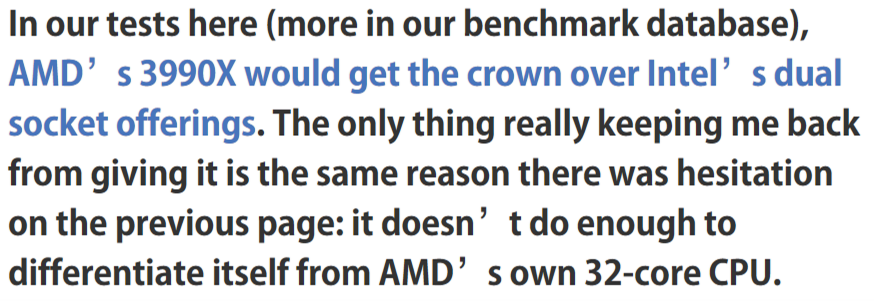 In our tests here (more in our benchmark database),
AMD’s 3990X would get the crown over Intel’s dual
socket offerings. The only thing really keeping me back
from giving it is the same reason there was hesitation
on the previous page: it doesn’t do enough to
differentiate itself from AMD’s own 32-core CPU.